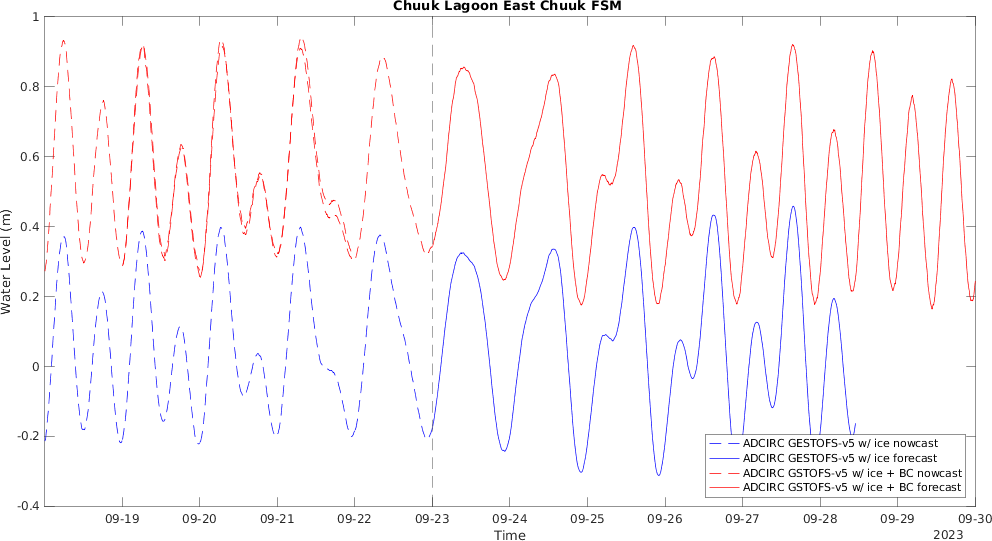 Chuuk Lagoon East Chuuk FSM
1
0.8
0.6
0.4
0.2
0
-0.2
-0.4
Water Level (m)
ADCIRC GESTOFS-v5 w/ ice nowcast
ADCIRC GESTOFS-v5 w/ ice forecast
ADCIRC GSTOFS-v5 w/ ice + BC nowcast
ADCIRC GSTOFS-v5 w/ ice + BC forecast
09-19 09-20 09-21 09-22 09-23 09-24 09-25 09-26 09-27 09-28 09-29 09-30
Time
2023